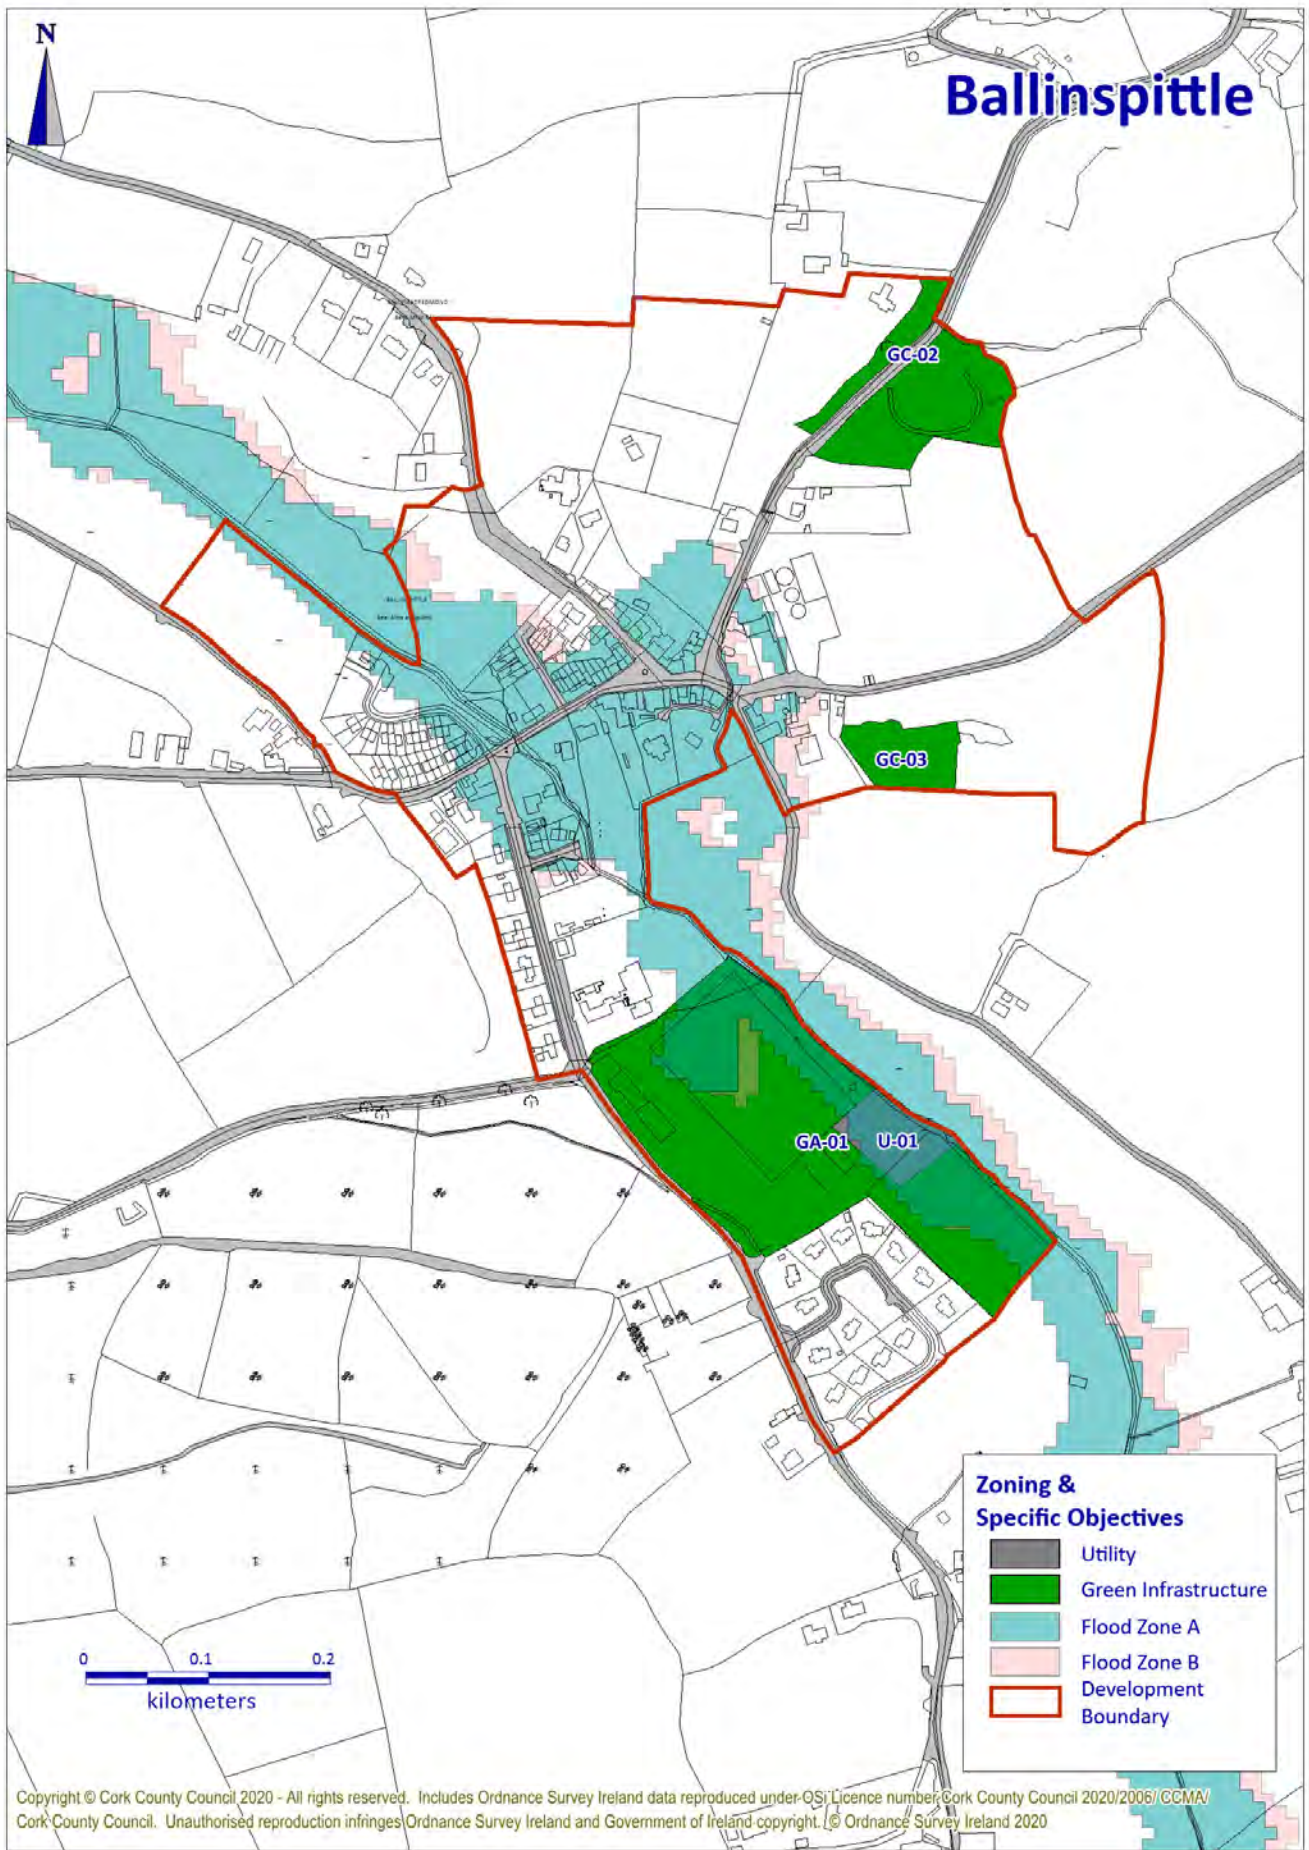 N
Ballinspittle
GC-02
GC-03
GA-01
U-01
Zoning &
Specific Objectives
Utility
Green Infrastructure
Flood Zone A
Flood Zone B
Development
Boundary
0 0.1 0.2
kilometers
Copyright © Cork County Council 2020 - All rights reserved. Includes Ordnance Survey Ireland data reproduced under OSi Licence number Cork County Council 2020/2006/ CCMA/
Cork County Council. Unauthorised reproduction infringes Ordnance Survey Ireland and Government of Ireland copyright. © Ordnance Survey Ireland 2020